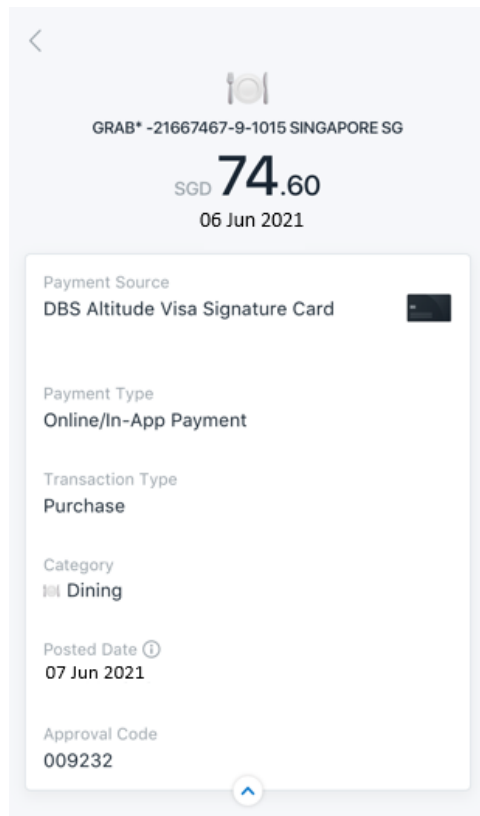 GRAB* -21667467-9-1015 SINGAPORE SG
SGD 74.60
06 Jun 2021
Payment Source
DBS Altitude Visa Signature Card
Payment Type
Online/In-App Payment
Transaction Type
Purchase
Category
Dining
Posted Date
07 Jun 2021
Approval Code
009232